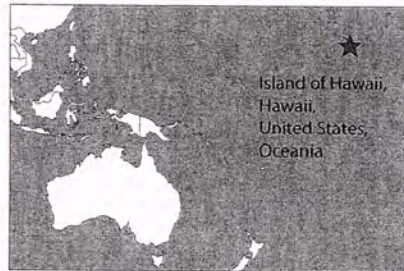 Island of Hawaii,
Hawaii,
United States,
Oceania